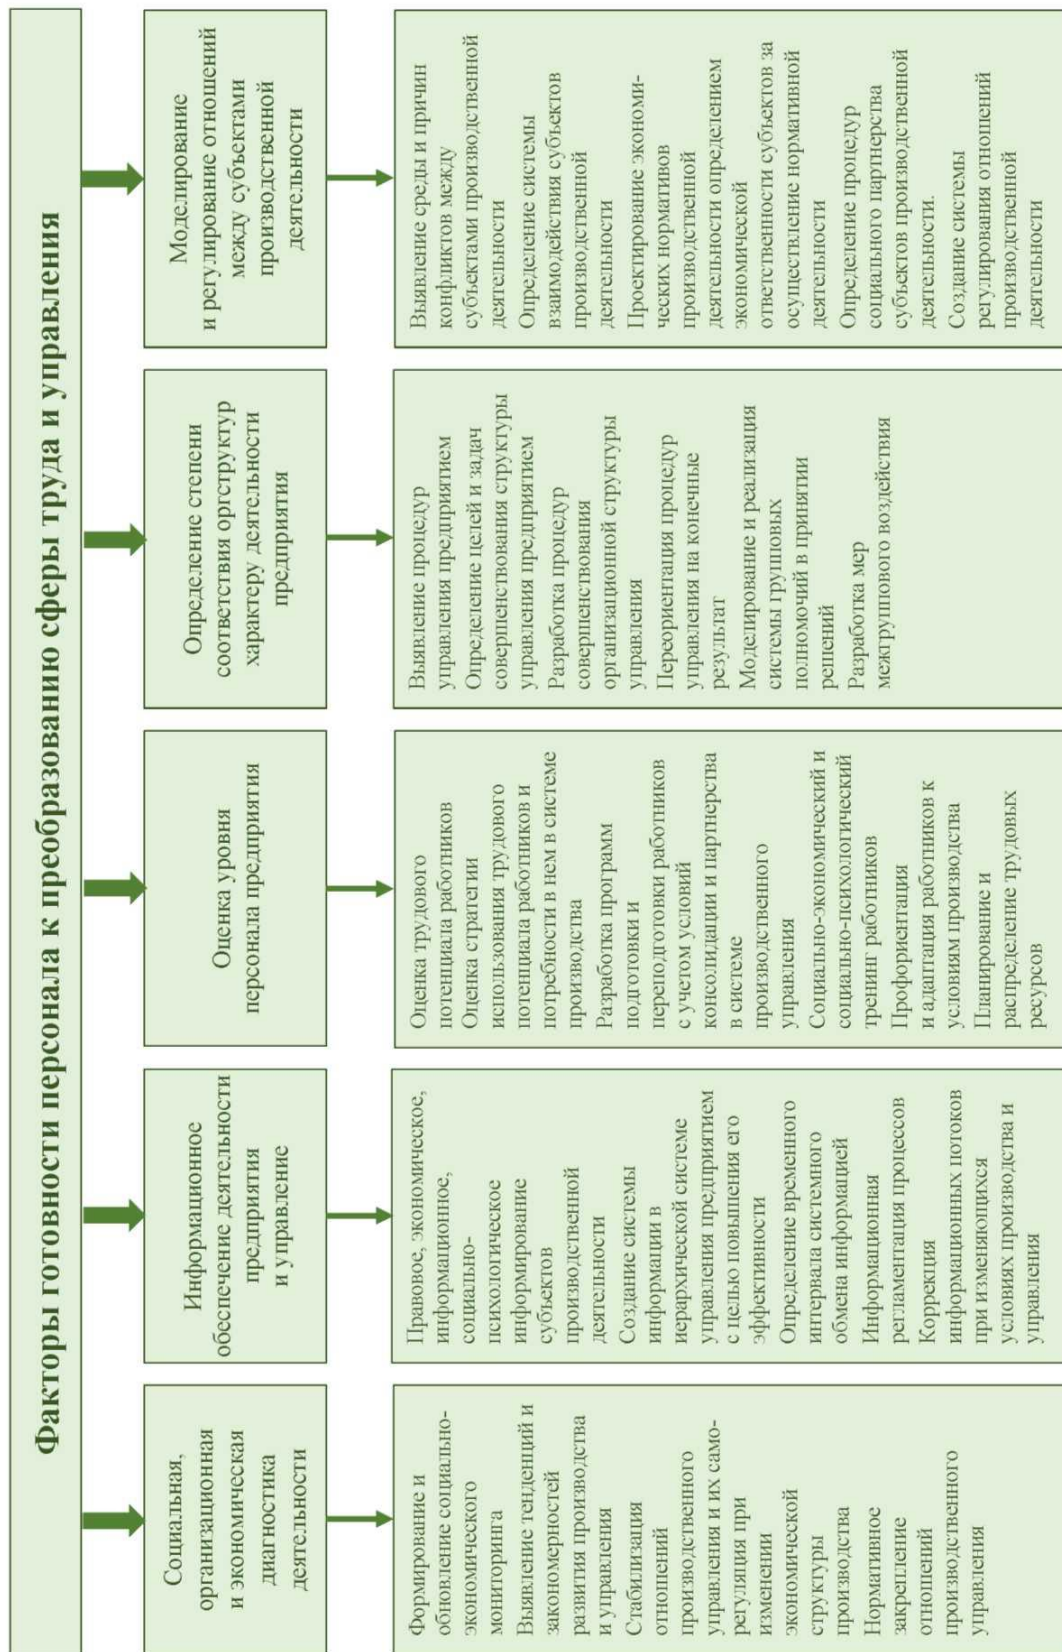 Факторы готовности персонала к преобразованию сферы труда и управления
Социальная,
организационная
и экономическая
диагностика
деятельности
Формирование и
обновление социально-
экономического
мониторинга
Выявление тенденций и
закономерностей
развития производства
и управления
Стабилизация
отношений
производственного
управления и их само-
регуляция при
изменении
экономической
структуры
производства
Нормативное
закрепление
отношений
производственного
управления
Информационное
обеспечение деятельности
предприятия
и управление
Правовое, экономическое,
информационное,
социально-
психологическое
информирование
субъектов
производственной
деятельности
Создание системы
информации в
иерархической системе
управления предприятием
с целью повышения его
эффективности
Определение временного
интервала системного
обмена информацией
Информационная
регламентация процессов
Коррекция
информационных потоков
при изменяющихся
условиях производства и
управления
Оценка уровня
персонала предприятия
Оценка трудового
потенциала работников
Оценка стратегии
использования трудового
потенциала работников и
потребности в нем в системе
производства
Разработка программ
подготовки и
переподготовки работников
с учетом условий
консолидации и партнерства
в системе
производственного
управления
Социально-экономический и
социально-психологический
тренинг работников
Профориентация
и адаптация работников к
условиям производства
Планирование и
распределение трудовых
ресурсов
Определение степени
соответствия оргструктур
характеру деятельности
предприятия
Выявление процедур
управления предприятием
Определение целей и задач
совершенствования структуры
управления предприятием
Разработка процедур
совершенствования
организационной структуры
управления
Переориентация процедур
управления на конечные
результат
Моделирование и реализация
системы групповых
полномочий в принятии
решений
Разработка мер
межгруппового воздействия
Моделирование
и регулирование отношений
между субъектами
производственной
деятельности
Выявление среды и причин
конфликтов между
субъектами производственной
деятельности
Определение системы
взаимодействия субъектов
производственной
деятельности
Проектирование экономи-
ческих нормативов
производственной
деятельности определением
экономической
ответственности субъектов за
осуществление нормативной
деятельности
Определение процедур
социального партнерства
субъектов производственной
деятельности.
Создание системы
регулирования отношений
производственной
деятельности